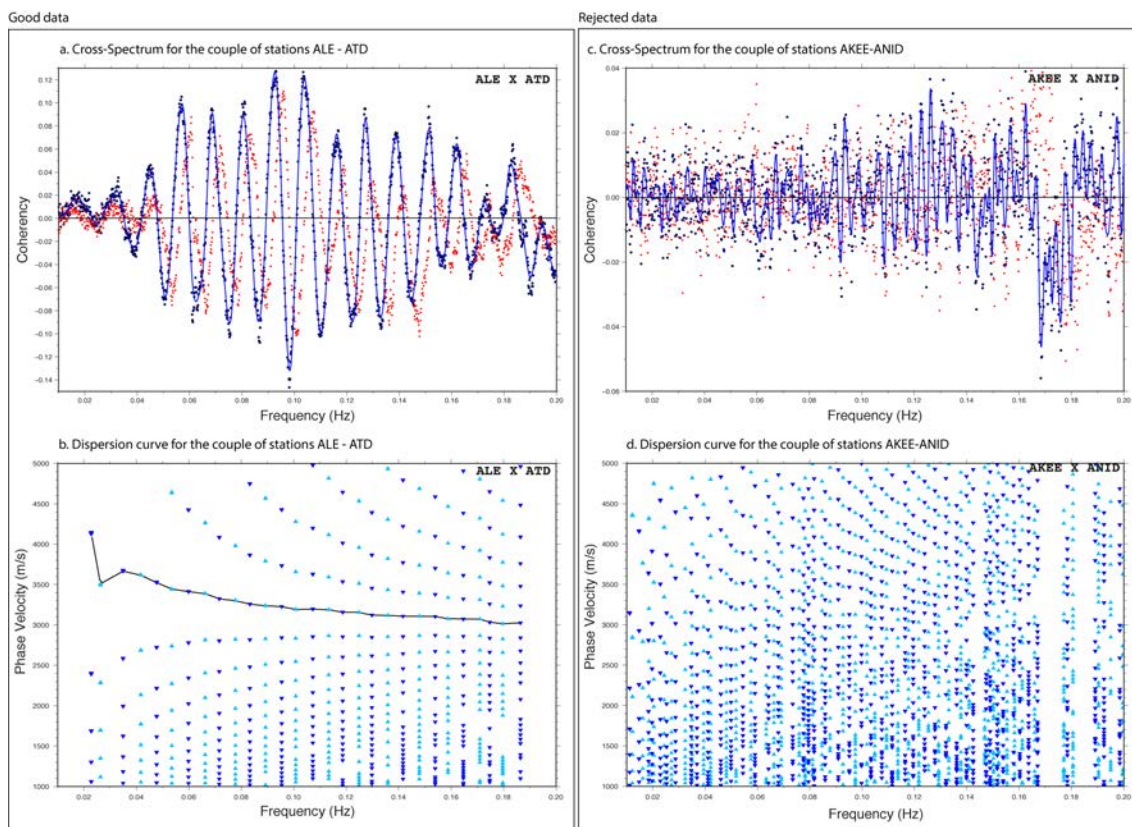 Good data
a. Cross-Spectrum for the couple of stations ALE - ATD
ALE X ATD
0.12
0.10
0.08
0.06
0.04
0.02
0.00
−0.02
−0.04
−0.06
−0.08
−0.10
−0.12
−0.14
Coherency
0.02 0.04 0.06 0.08 0.10 0.12 0.14 0.16 0.18 0.20
Frequency (Hz)
b. Dispersion curve for the couple of stations ALE - ATD
ALE X ATD
5000
4500
4000
3500
3000
2500
2000
1500
1000
Phase Velocity (m/s)
0.02 0.04 0.06 0.08 0.10 0.12 0.14 0.16 0.18 0.20
Frequency (Hz)
Rejected data
c. Cross-Spectrum for the couple of stations AKEE-ANID
AKEE X ANID
0.04
0.02
0.00
−0.02
−0.04
−0.06
Coherency
0.02 0.04 0.06 0.08 0.10 0.12 0.14 0.16 0.18 0.20
Frequency (Hz)
d. Dispersion curve for the couple of stations AKEE-ANID
AKEE X ANID
5000
4500
4000
3500
3000
2500
2000
1500
1000
Phase Velocity (m/s)
0.02 0.04 0.06 0.08 0.10 0.12 0.14 0.16 0.18 0.20
Frequency (Hz)